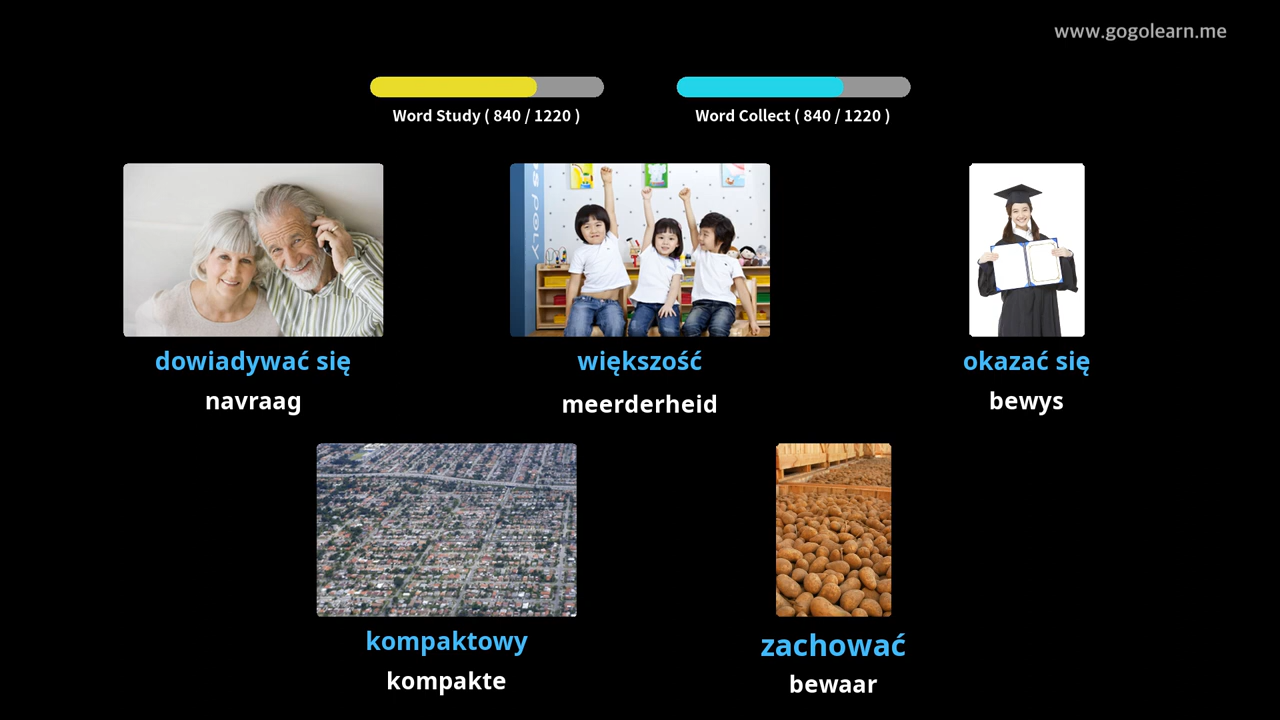 www.gogolearn.me
Word Study ( 840 / 1220 )
Word Collect ( 840 / 1220 )
dowiadywać się
navraag
większość
meerderheid
okazać się
bewys
kompaktowy
kompakte
zachować
bewaar